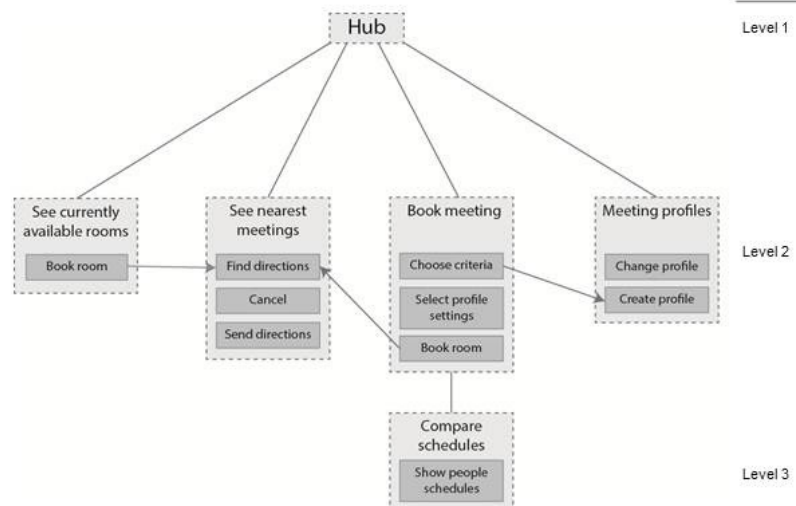 Hub
Level 1
See currently
available rooms
Book room
See nearest
meetings
Find directions
Cancel
Send directions
Book meeting
Choose criteria
Select profile
settings
Book room
Meeting profiles
Change profile
Create profile
Level 2
Compare
schedules
Show people
schedules
Level 3